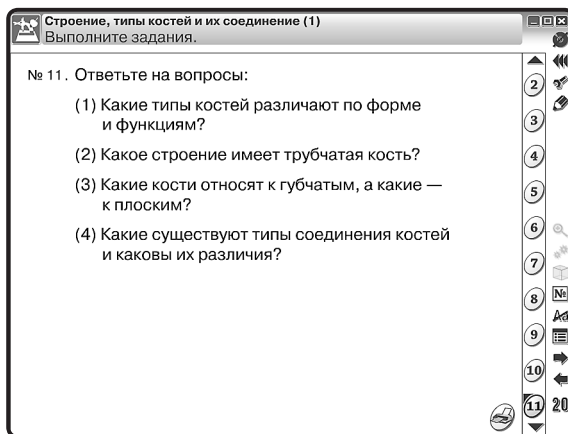 Строение, типы костей и их соединение (1)
Выполните задания.
№ 11. Ответьте на вопросы:
(1) Какие типы костей различают по форме
и функциям?
(2) Какое строение имеет трубчатая кость?
(3) Какие кости относят к губчатым, а какие —
к плоским?
(4) Какие существуют типы соединения костей
и каковы их различия?
2
3
4
5
6
7
8
9
10
11
№
Аа
20